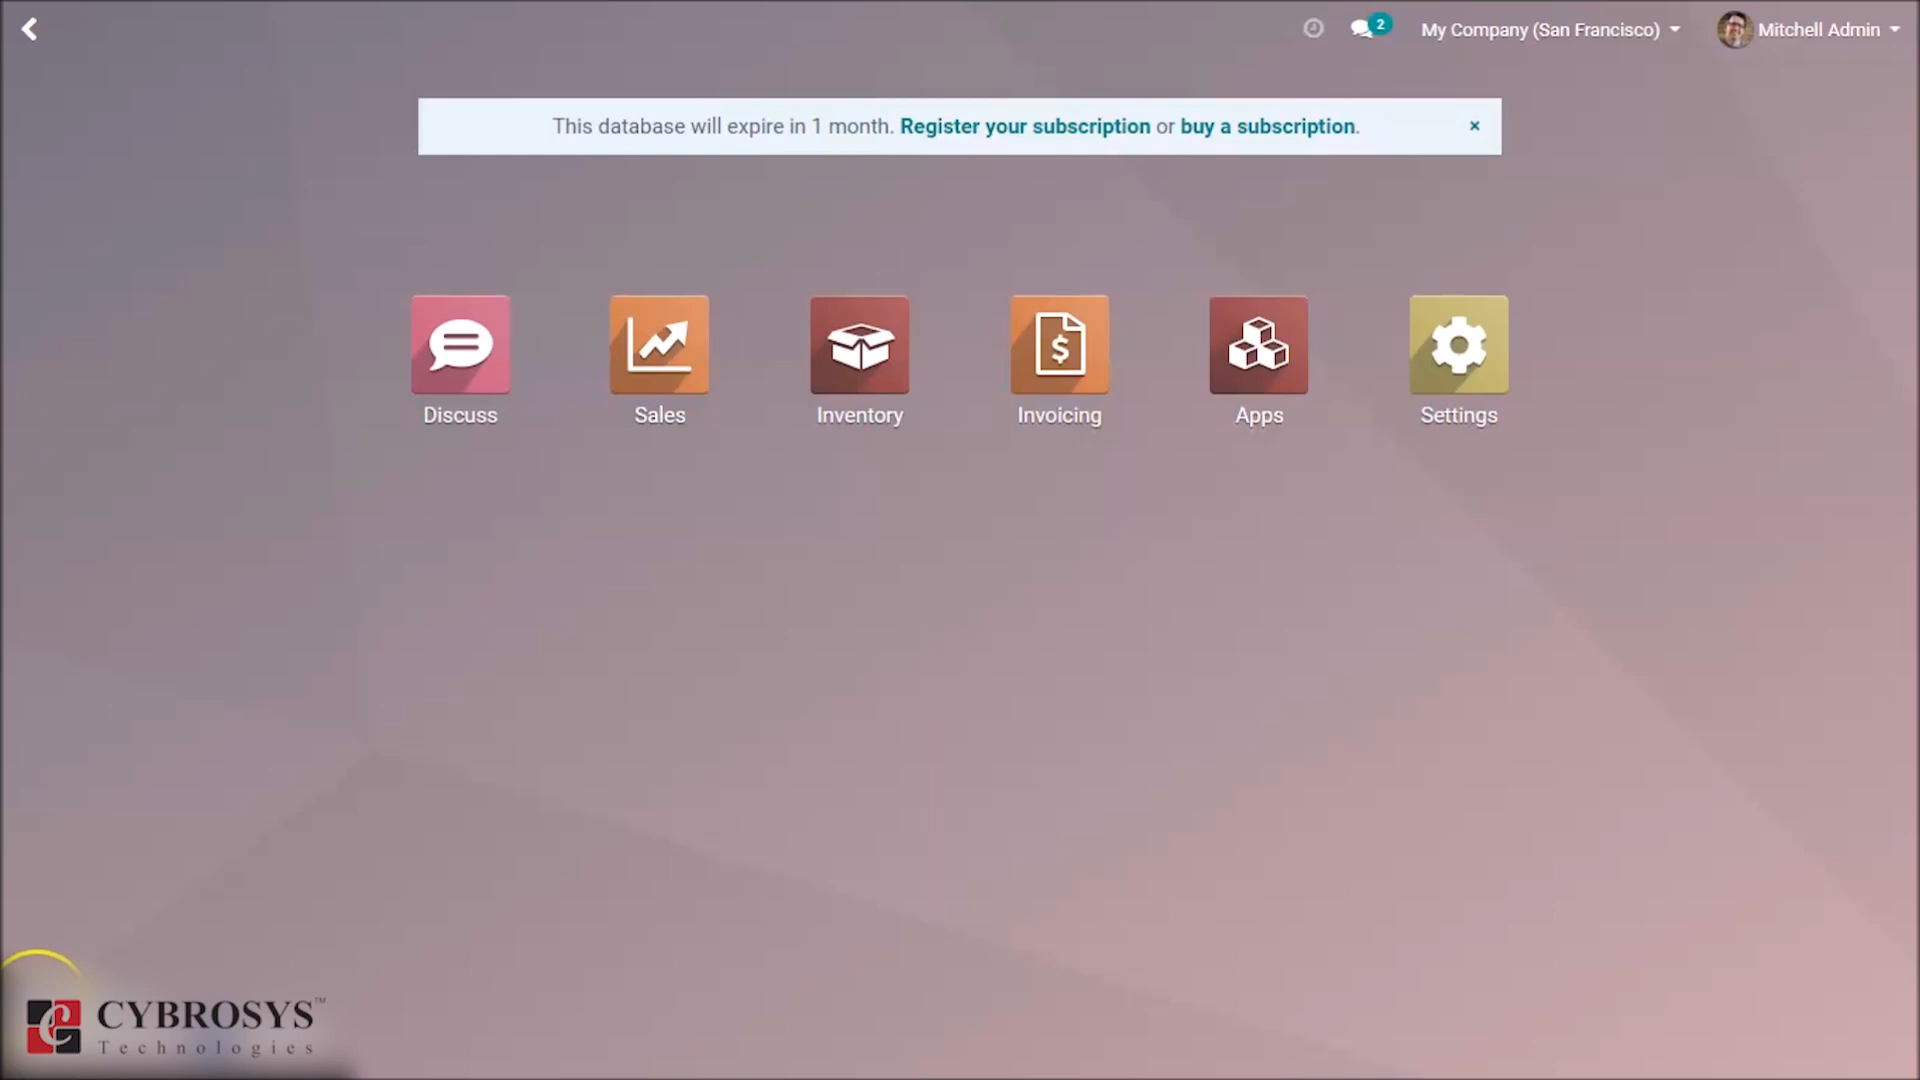 2
My Company (San Francisco)
Mitchell Admin
This database will expire in 1 month. Register your subscription or buy a subscription.
Discuss
Sales
Inventory
Invoicing
Apps
Settings
CYBROSYS™
Technologies